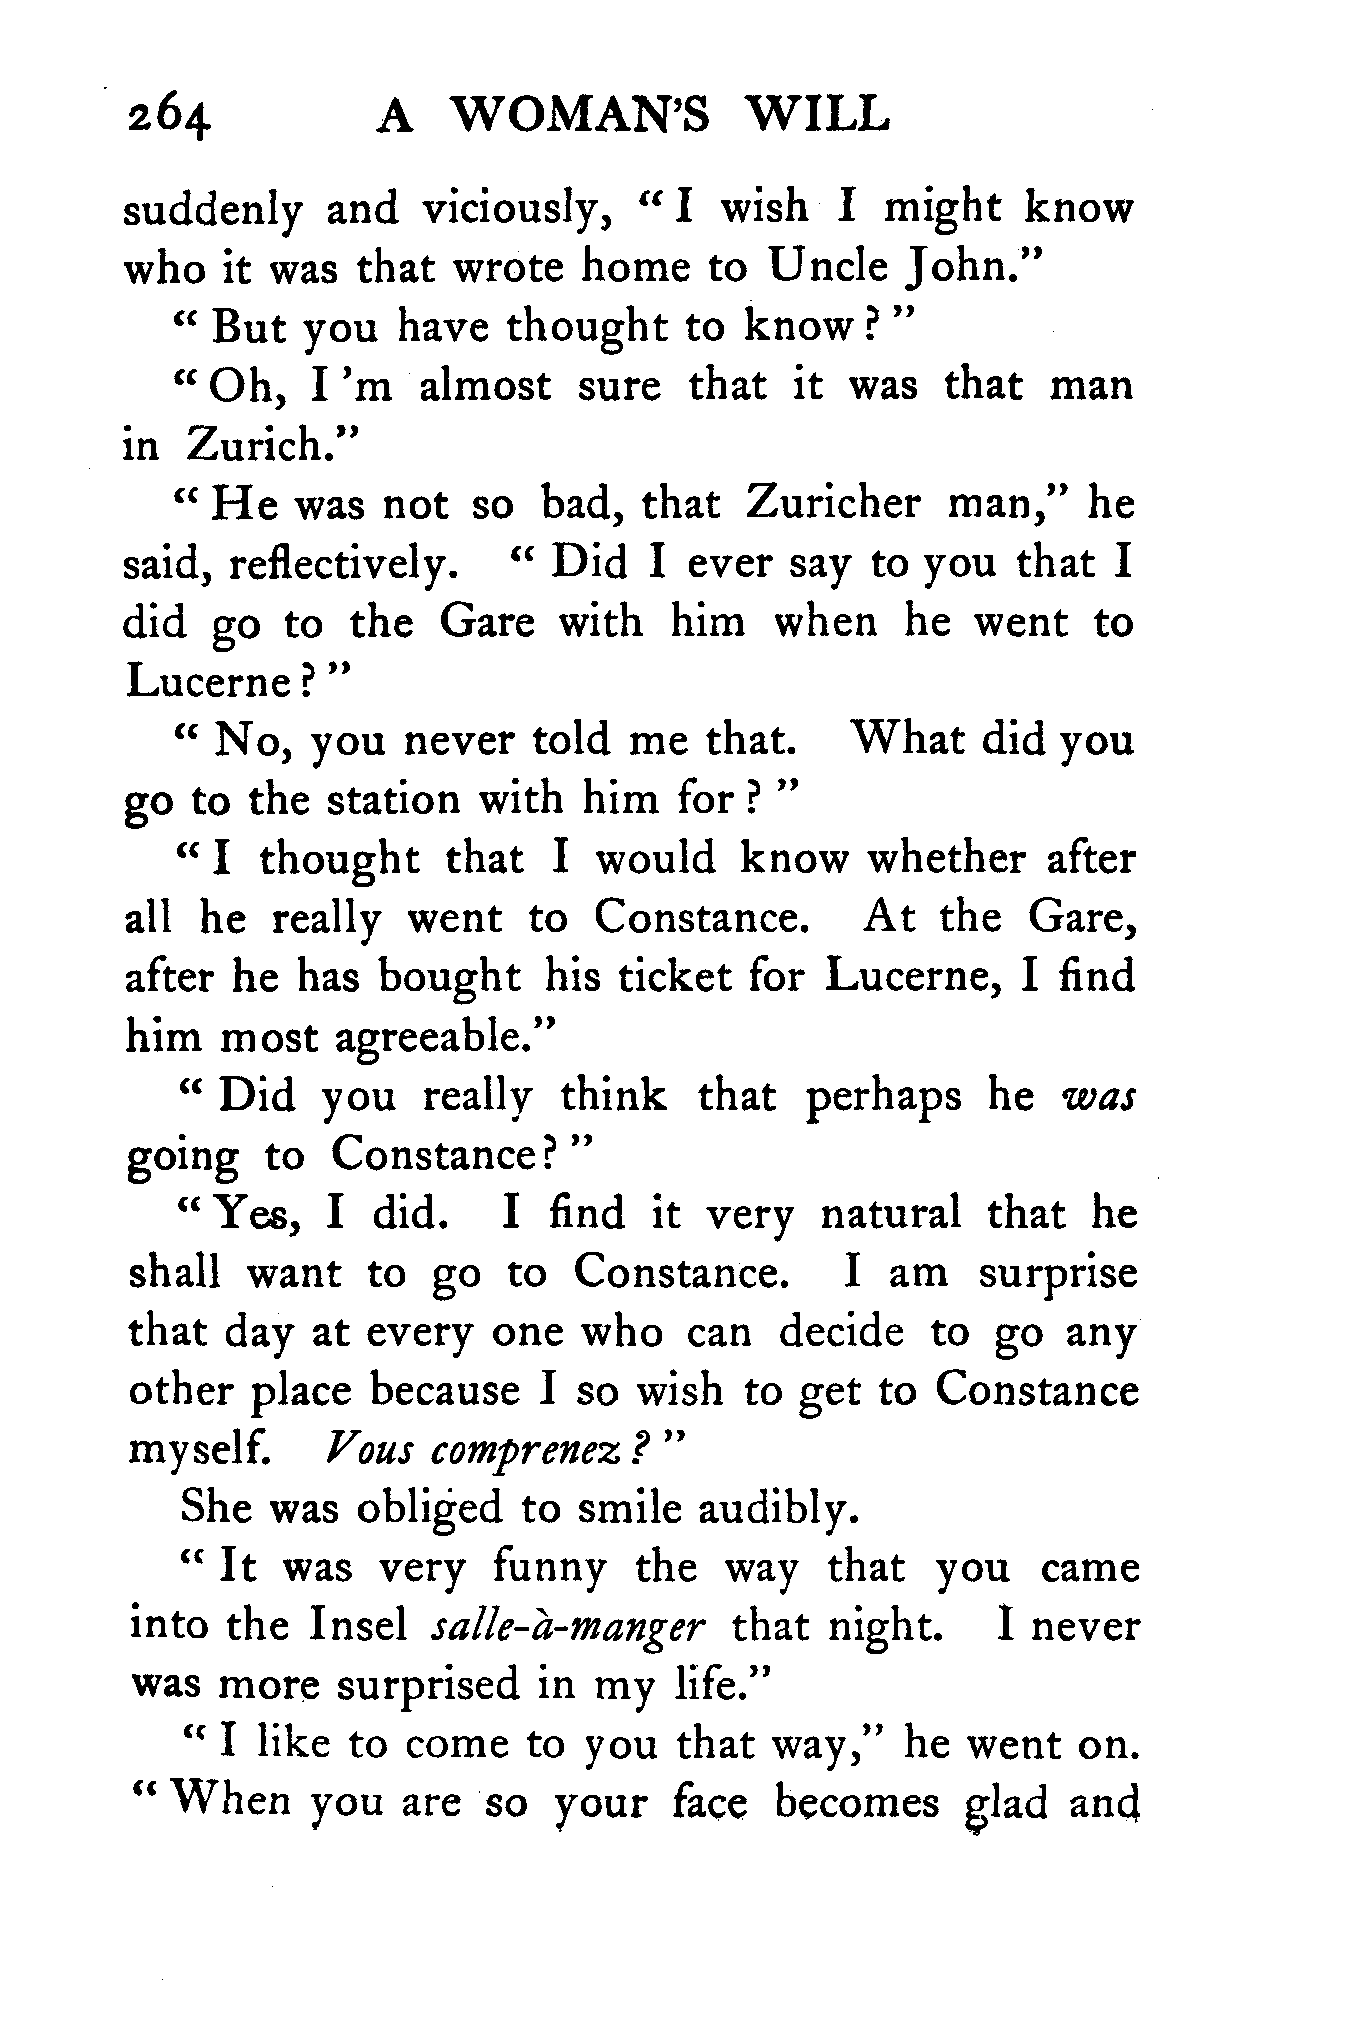 264 A WOMAN'S WILL
suddenly and viciously, “ I wish I might know
who it was that wrote home to Uncle John.”
“ But you have thought to know ? ”
“ Oh, I 'm almost sure that it was that man
in Zurich.”
“ He was not so bad, that Zuricher man,” he
said, reflectively. “ Did I ever say to you that I
did go to the Gare with him when he went to
Lucerne ? ”
“ No, you never told me that. What did you
go to the station with him for ? ”
“ I thought that I would know whether after
all he really went to Constance. At the Gare,
after he has bought his ticket for Lucerne, I find
him most agreeable.”
“ Did you really think that perhaps he was
going to Constance ? ”
“ Yes, I did. I find it very natural that he
shall want to go to Constance. I am surprise
that day at every one who can decide to go any
other place because I so wish to get to Constance
myself. Vous comprenez ? ”
She was obliged to smile audibly.
“ It was very funny the way that you came
into the Insel salle-à-manger that night. I never
was more surprised in my life.”
“ I like to come to you that way,” he went on.
“ When you are so your face becomes glad and